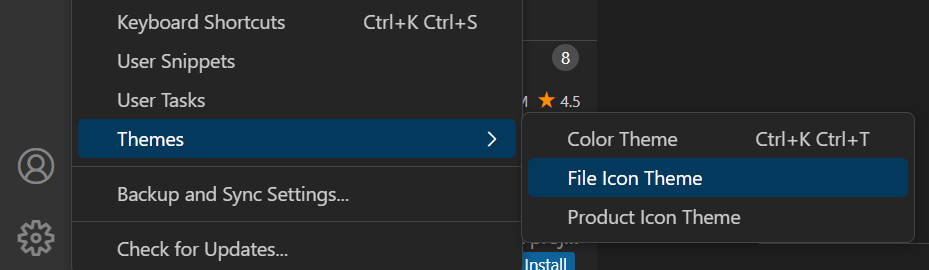 Keyboard Shortcuts Ctrl+K Ctrl+S
User Snippets
8
User Tasks
M 4.5
Themes
Color Theme Ctrl+K Ctrl+T
File Icon Theme
Product Icon Theme
Backup and Sync Settings...
Check for Updates...
Install